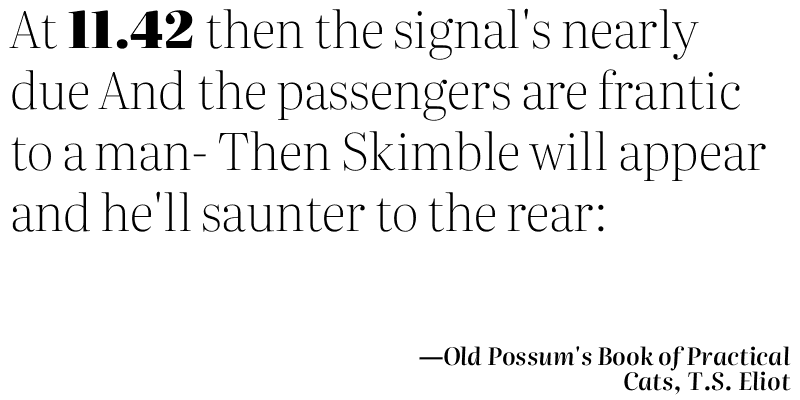 At 11.42 then the signal's nearly
due And the passengers are frantic
to a man- Then Skimble will appear
and he'll saunter to the rear:
—Old Possum's Book of Practical
Cats, T.S. Eliot